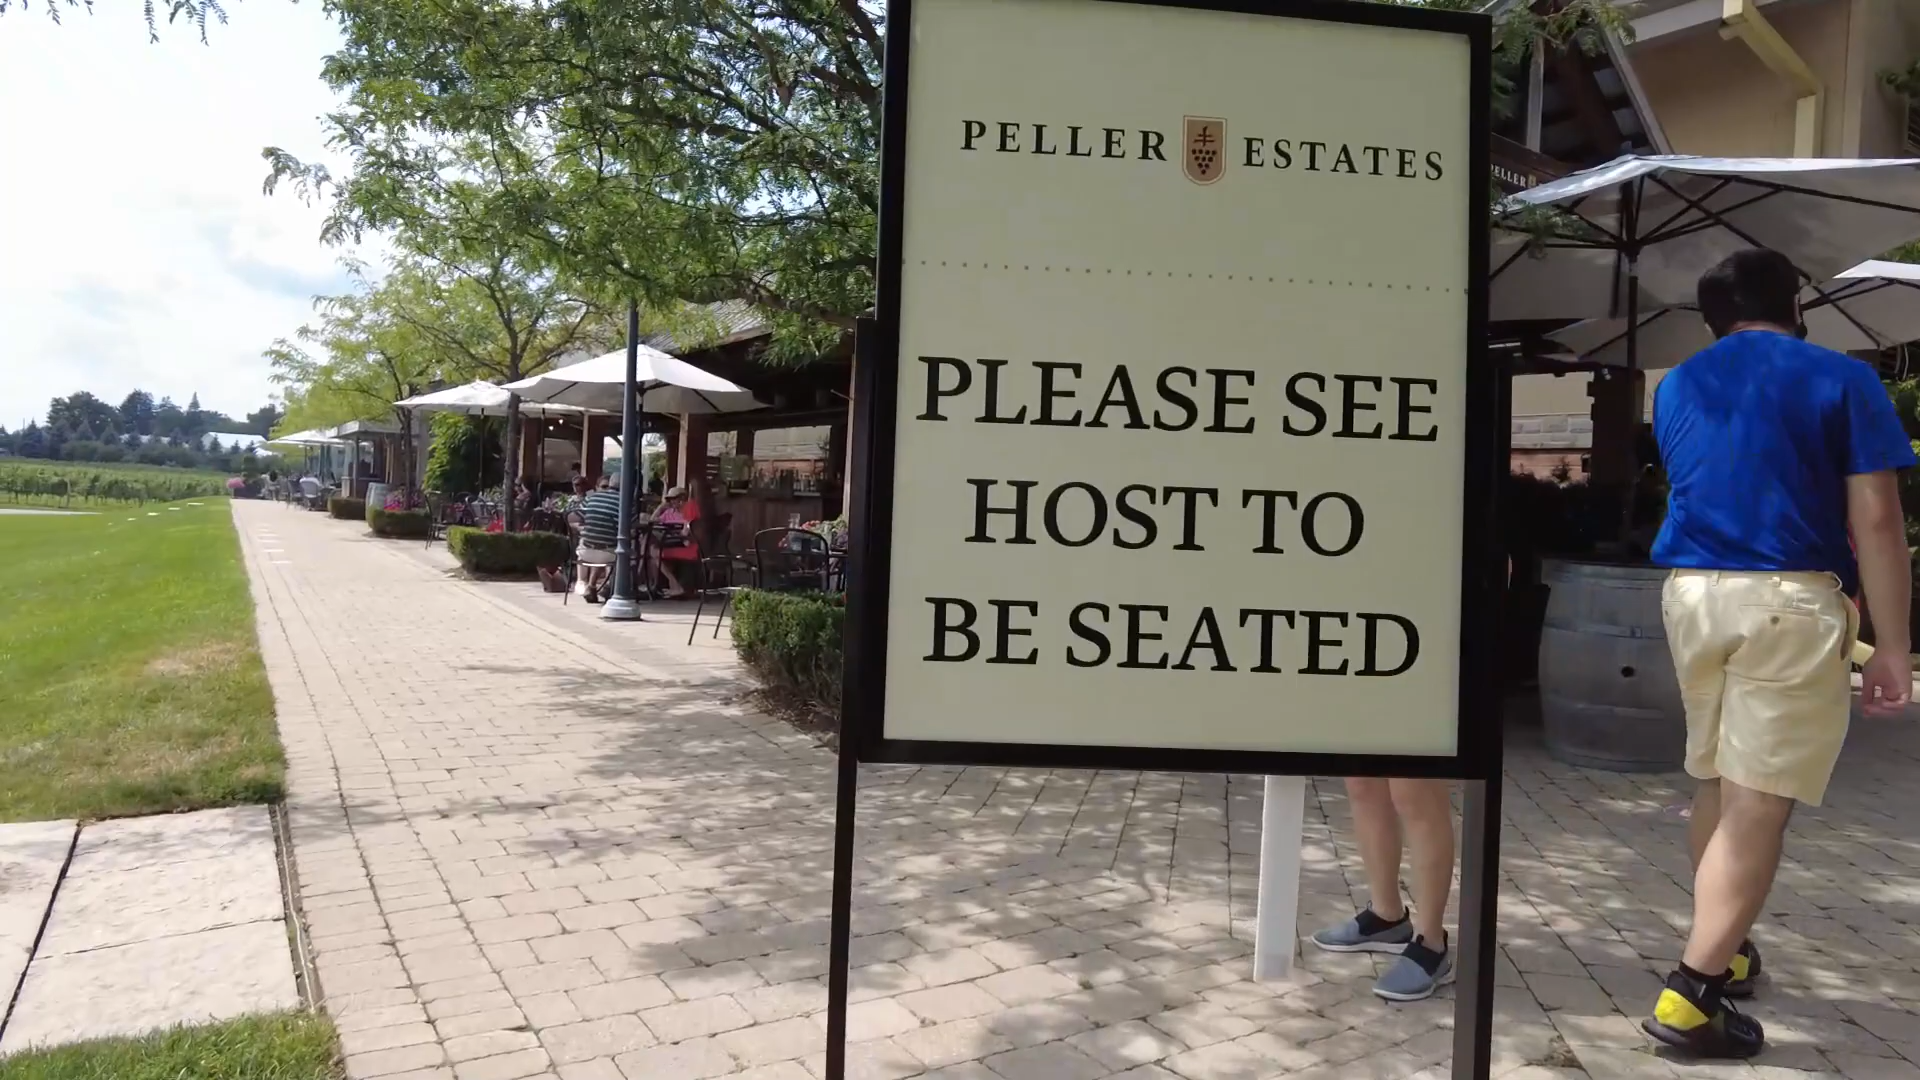 PELLER ESTATES
PLEASE SEE
HOST TO
BE SEATED
PELLER